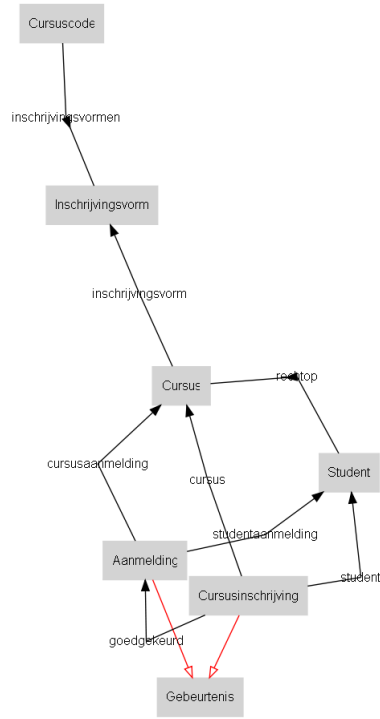 Cursuscode
inschrijvingsvormen
Inschrijvingsvorm
inschrijvingsvorm
rechtop
Cursus
cursusaanmelding
Student
cursus
studentaanmelding
Aanmelding
student
Cursusinschrijving
goedgekeurd
Gebeurtenis